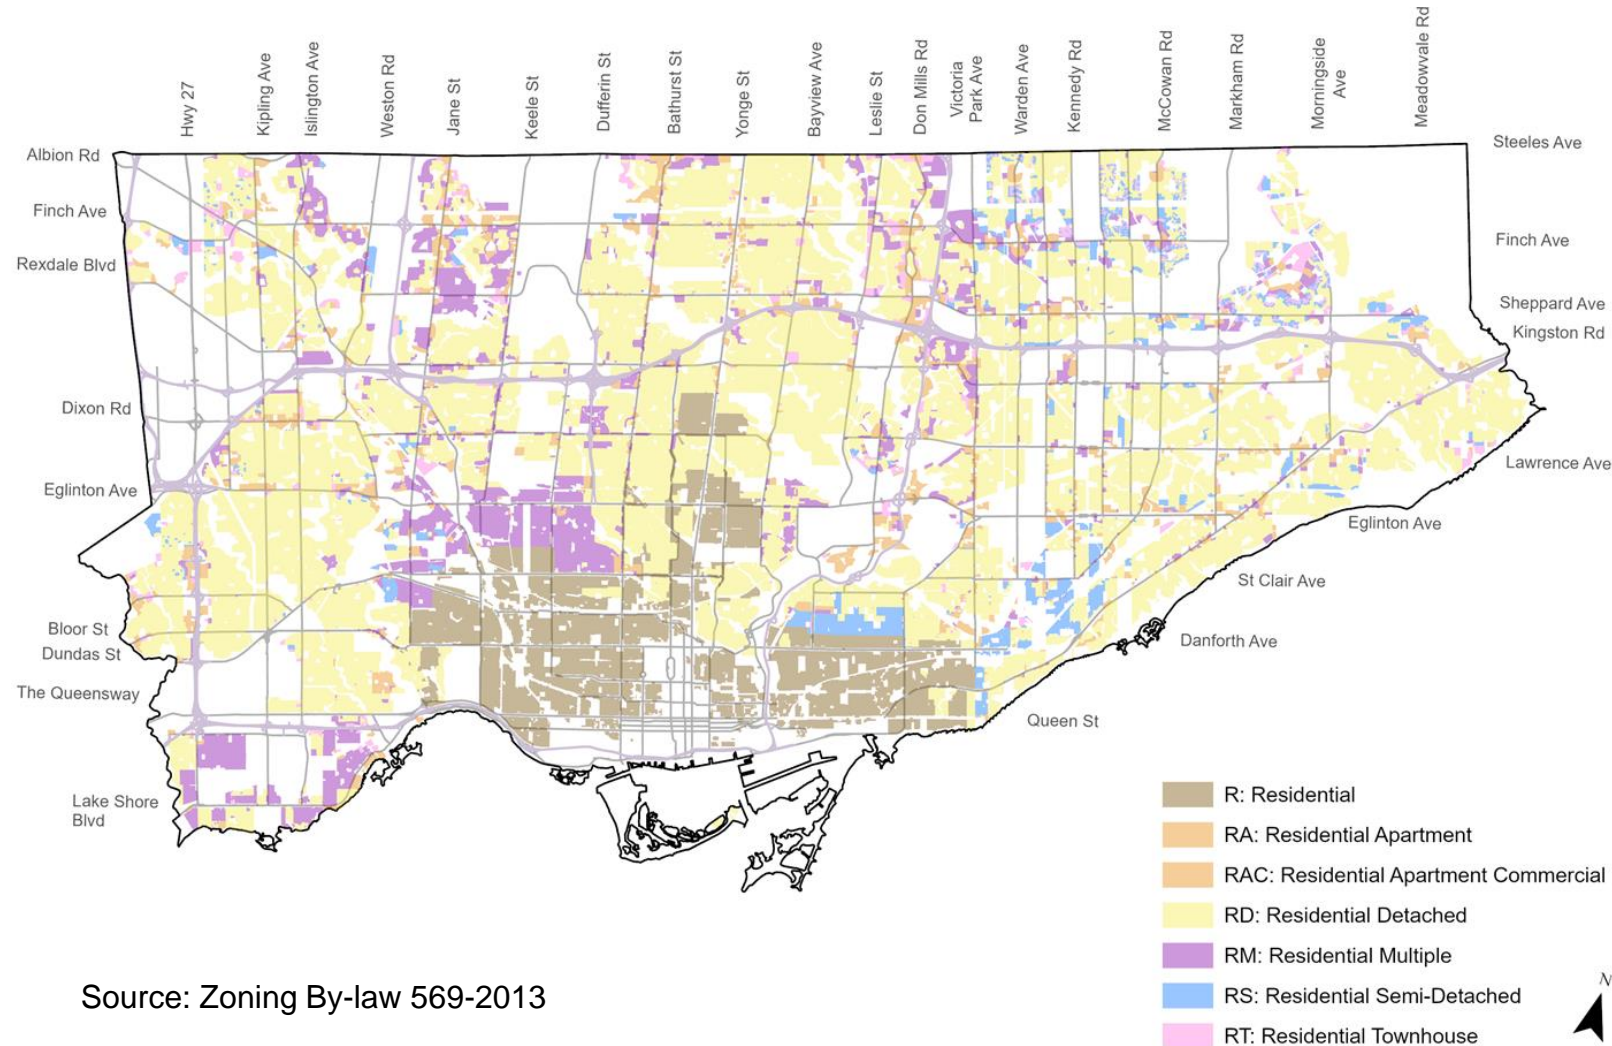 Hwy 27
Kipling Ave
Islington Ave
Weston Rd
Jane St
Keele St
Dufferin St
Bathurst St
Yonge St
Bayview Ave
Leslie St
Don Mills Rd
Victoria
Park Ave
Warden Ave
Kennedy Rd
McCowan Rd
Markham Rd
Morningside
Ave
Meadowvale Rd
Albion Rd
Finch Ave
Rexdale Blvd
Dixon Rd
Eglinton Ave
Bloor St
Dundas St
The Queensway
Lake Shore
Blvd
Steeles Ave
Finch Ave
Sheppard Ave
Kingston Rd
Lawrence Ave
Eglinton Ave
St Clair Ave
Danforth Ave
Queen St
R: Residential
RA: Residential Apartment
RAC: Residential Apartment Commercial
RD: Residential Detached
RM: Residential Multiple
RS: Residential Semi-Detached
RT: Residential Townhouse
N
Source: Zoning By-law 569-2013